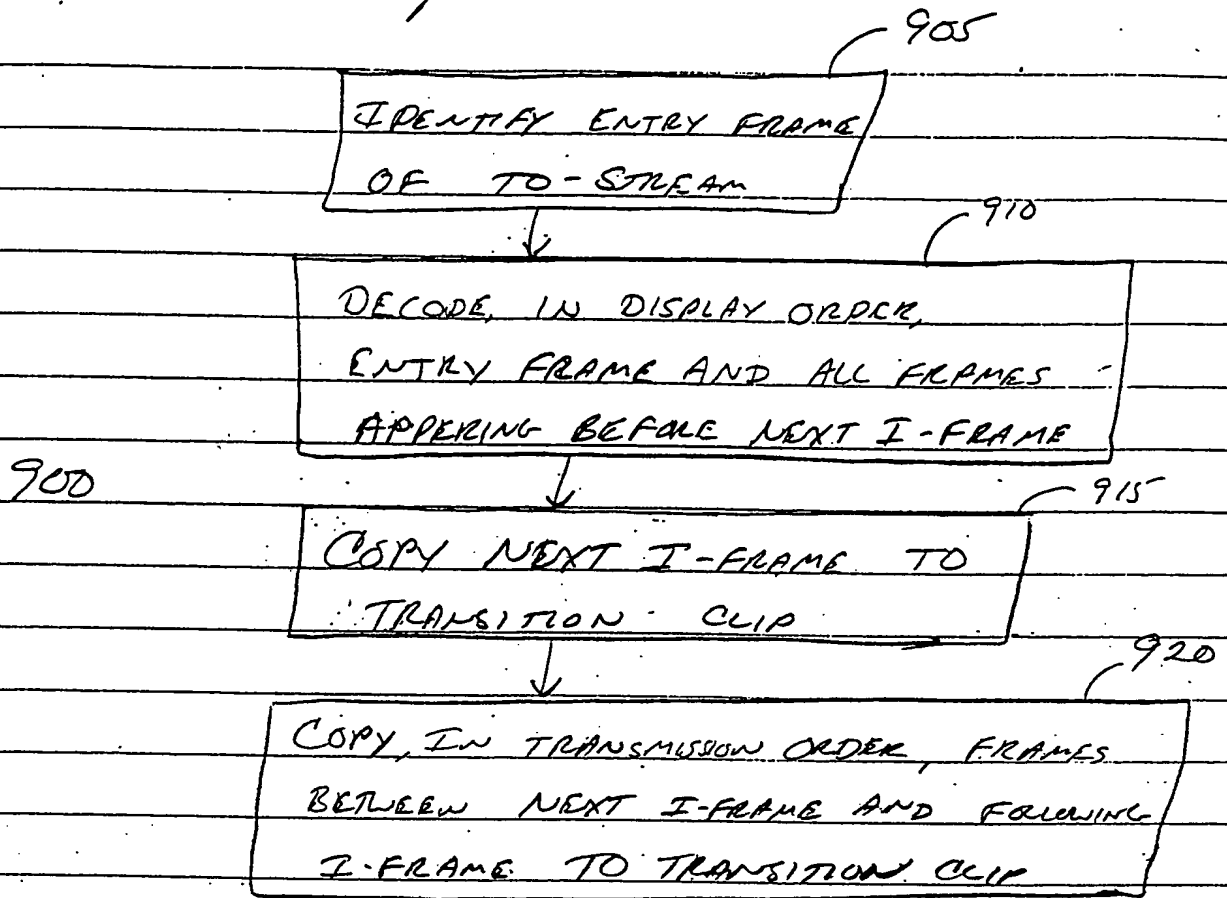 905
IDENTIFY ENTRY FRAME
OF TO-STREAM
910
DECODE, IN DISPLAY ORDER,
ENTRY FRAME AND ALL FRAMES
APPERING BEFORE NEXT I-FRAME
900
915
COPY NEXT I-FRAME TO
TRANSITION CLIP
920
COPY, IN TRANSMISSION ORDER, FRAMES
BETWEEN NEXT I-FRAME AND FOLLOWING
I-FRAME TO TRANSITION CLIP